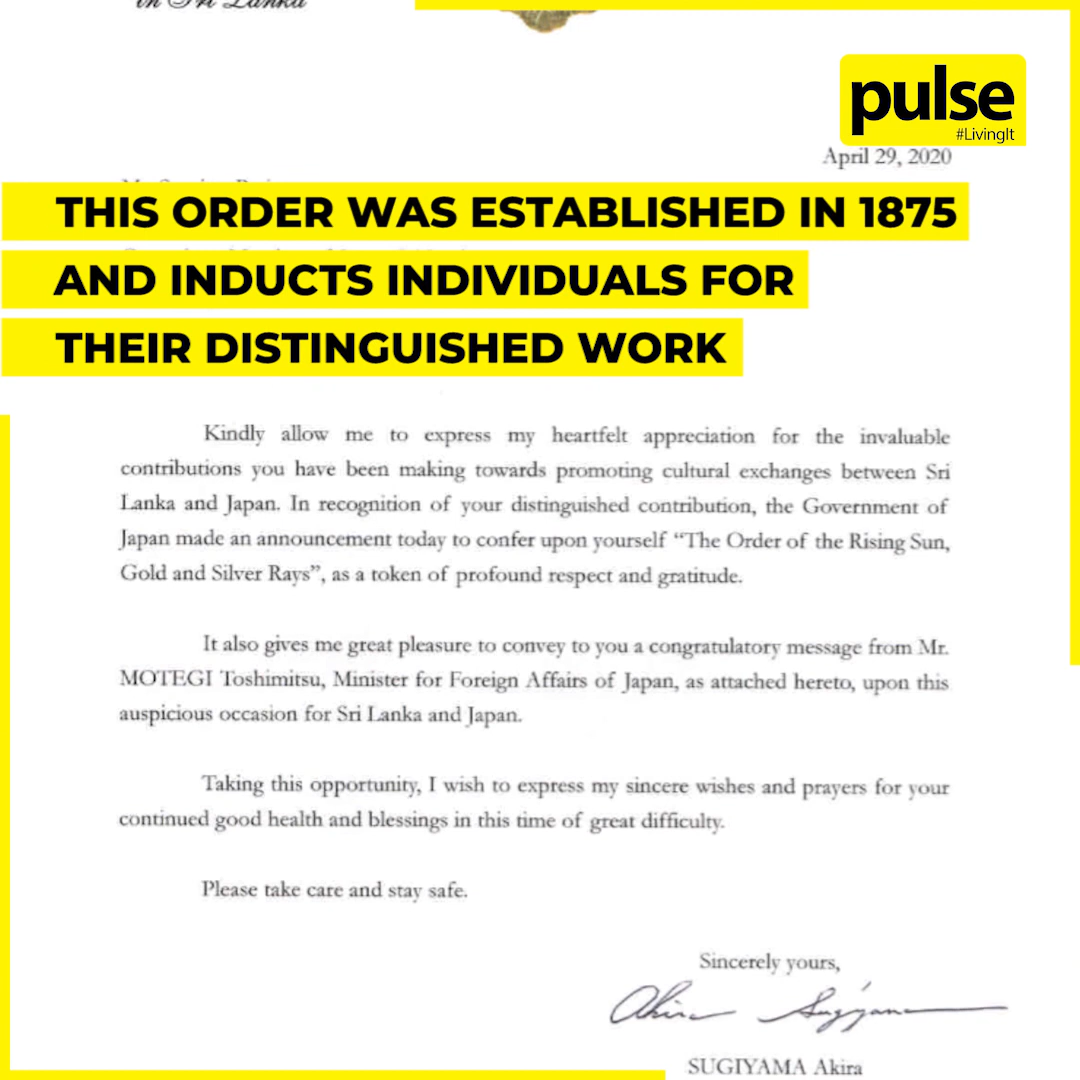 in Sri Lanka
pulse
#LivingIt
April 29, 2020
THIS ORDER WAS ESTABLISHED IN 1875
AND INDUCTS INDIVIDUALS FOR
THEIR DISTINGUISHED WORK
Kindly allow me to express my heartfelt appreciation for the invaluable
contributions you have been making towards promoting cultural exchanges between Sri
Lanka and Japan. In recognition of your distinguished contribution, the Government of
Japan made an announcement today to confer upon yourself “The Order of the Rising Sun,
Gold and Silver Rays”, as a token of profound respect and gratitude.
It also gives me great pleasure to convey to you a congratulatory message from Mr.
MOTEGI Toshimitsu, Minister for Foreign Affairs of Japan, as attached hereto, upon this
auspicious occasion for Sri Lanka and Japan.
Taking this opportunity, I wish to express my sincere wishes and prayers for your
continued good health and blessings in this time of great difficulty.
Please take care and stay safe.
Sincerely yours,
Akira Sugiyama
SUGIYAMA Akira